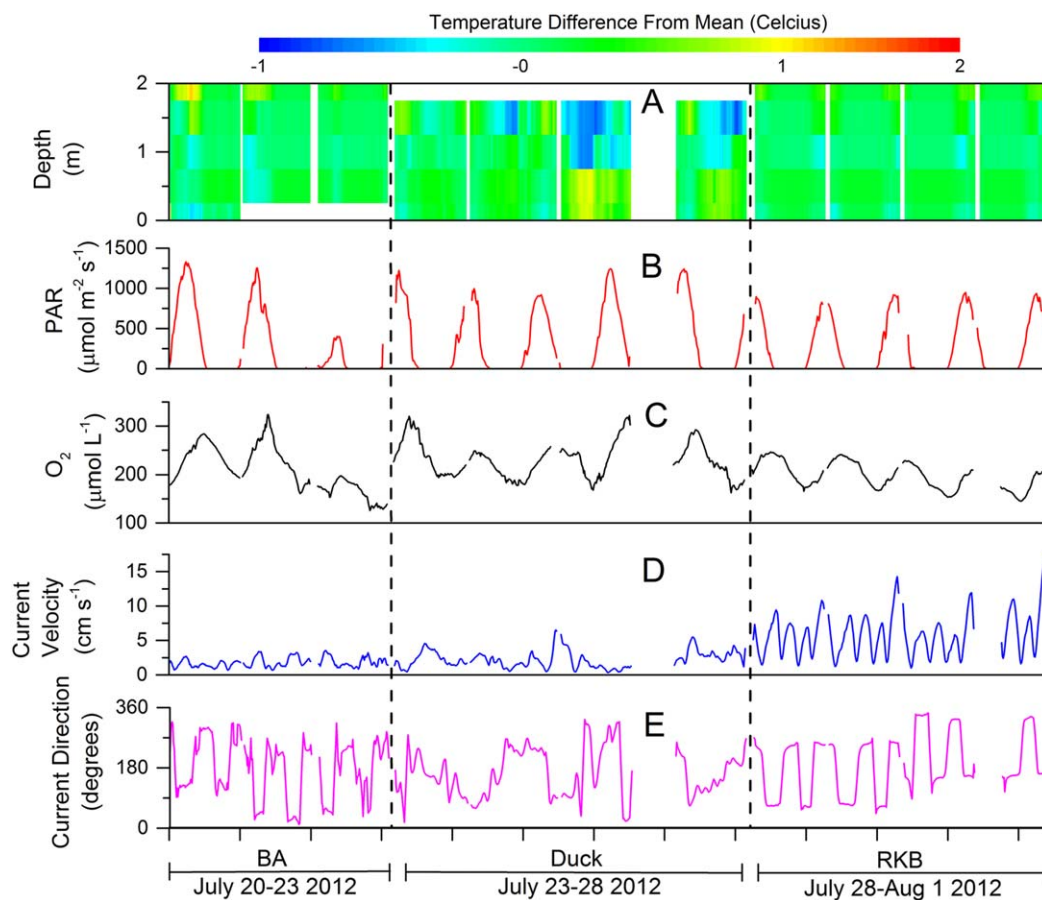 Temperature Difference From Mean (Celcius)
-1 -0 1 2
A
2
1
0
Depth
(m)
B
1500
1000
500
0
PAR
(μmol m⁻² s⁻¹)
C
300
200
100
O₂
(μmol L⁻¹)
D
15
10
5
0
Current
Velocity
(cm s⁻¹)
E
360
180
0
Current Direction
(degrees)
BA Duck RKB
July 20-23 2012 July 23-28 2012 July 28-Aug 1 2012